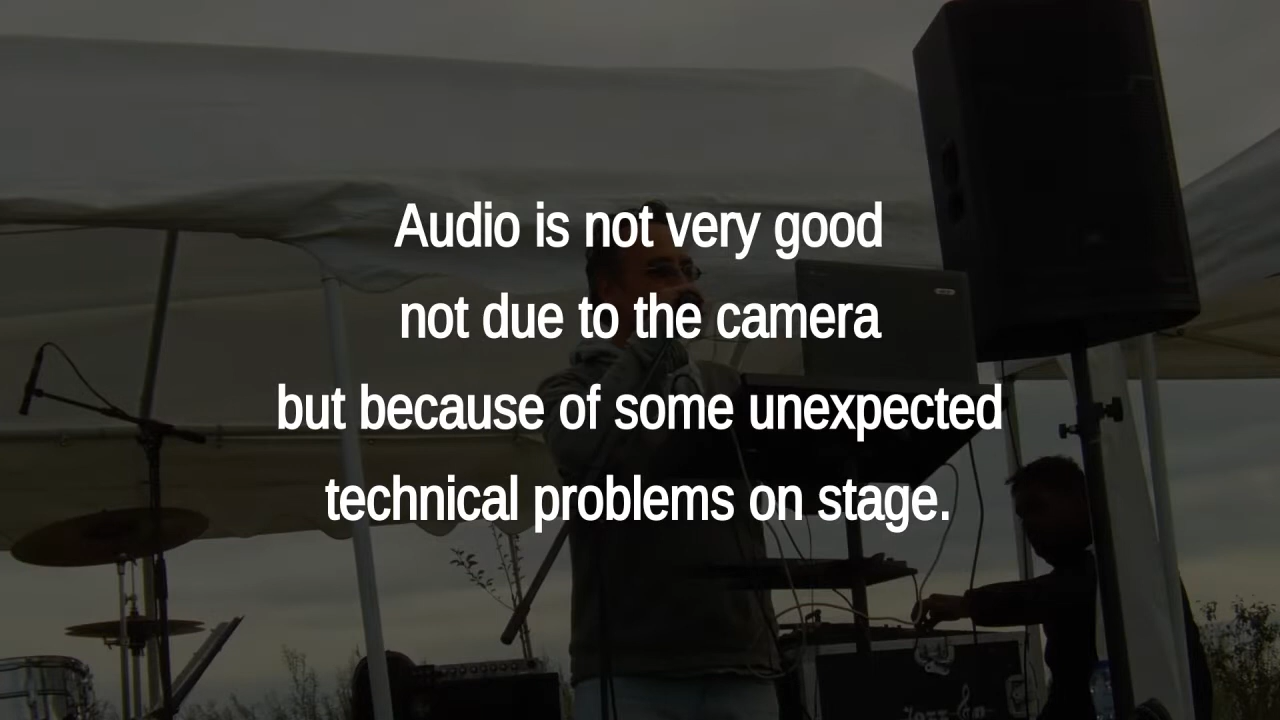 Audio is not very good
not due to the camera
but because of some unexpected
technical problems on stage.